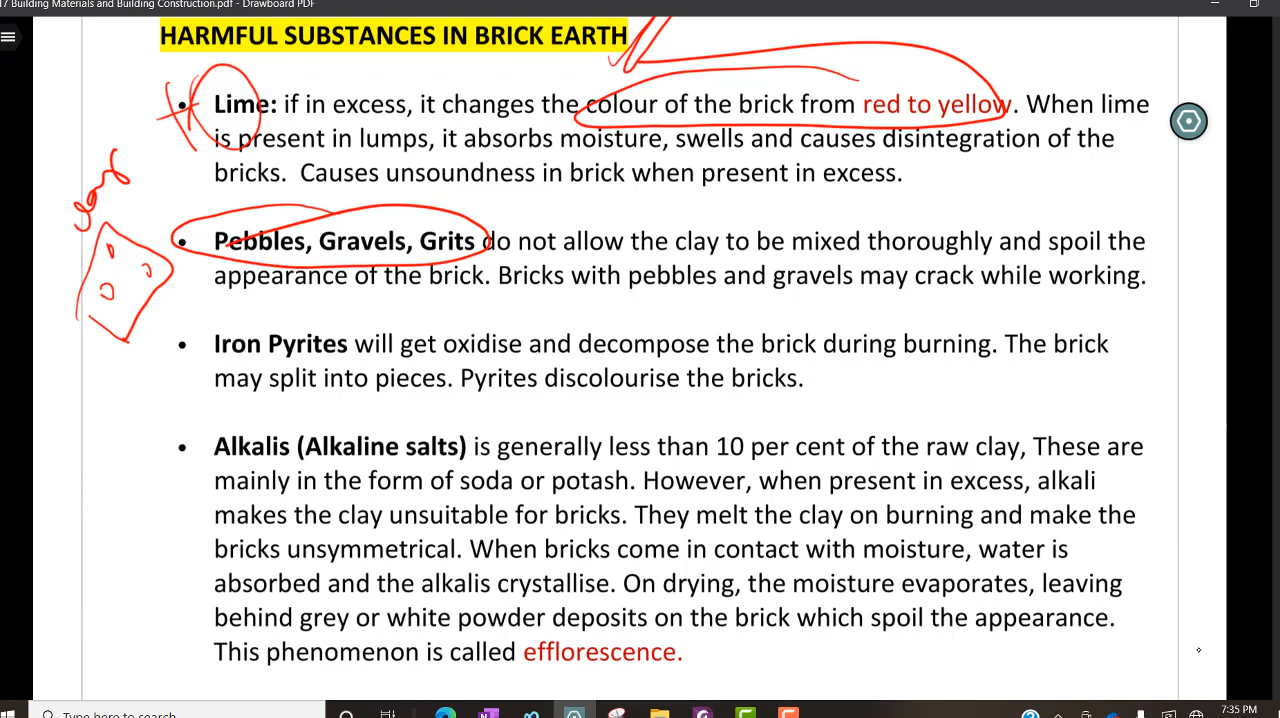 17 Building Materials and Building Construction.pdf - Drawboard PDF
HARMFUL SUBSTANCES IN BRICK EARTH
• Lime: if in excess, it changes the colour of the brick from red to yellow. When lime
is present in lumps, it absorbs moisture, swells and causes disintegration of the
bricks. Causes unsoundness in brick when present in excess.
• Pebbles, Gravels, Grits do not allow the clay to be mixed thoroughly and spoil the
appearance of the brick. Bricks with pebbles and gravels may crack while working.
• Iron Pyrites will get oxidise and decompose the brick during burning. The brick
may split into pieces. Pyrites discolourise the bricks.
• Alkalis (Alkaline salts) is generally less than 10 per cent of the raw clay, These are
mainly in the form of soda or potash. However, when present in excess, alkali
makes the clay unsuitable for bricks. They melt the clay on burning and make the
bricks unsymmetrical. When bricks come in contact with moisture, water is
absorbed and the alkalis crystallise. On drying, the moisture evaporates, leaving
behind grey or white powder deposits on the brick which spoil the appearance.
This phenomenon is called efflorescence.
Type here to search
7:35 PM